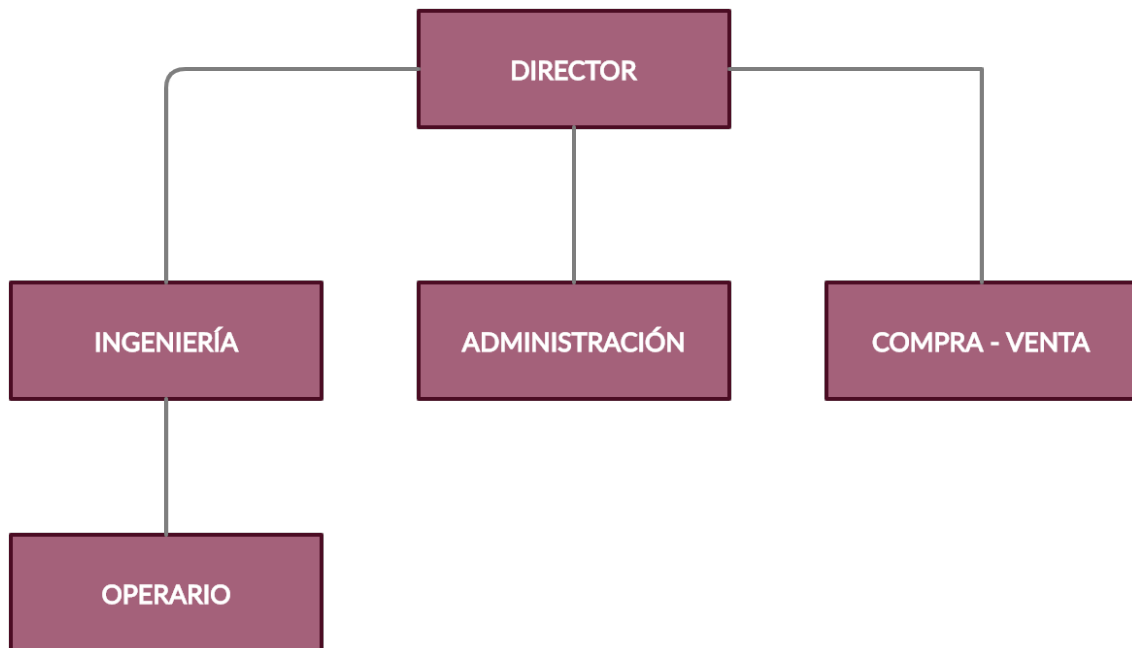 DIRECTOR
INGENIERÍA
ADMINISTRACIÓN
COMPRA - VENTA
OPERARIO